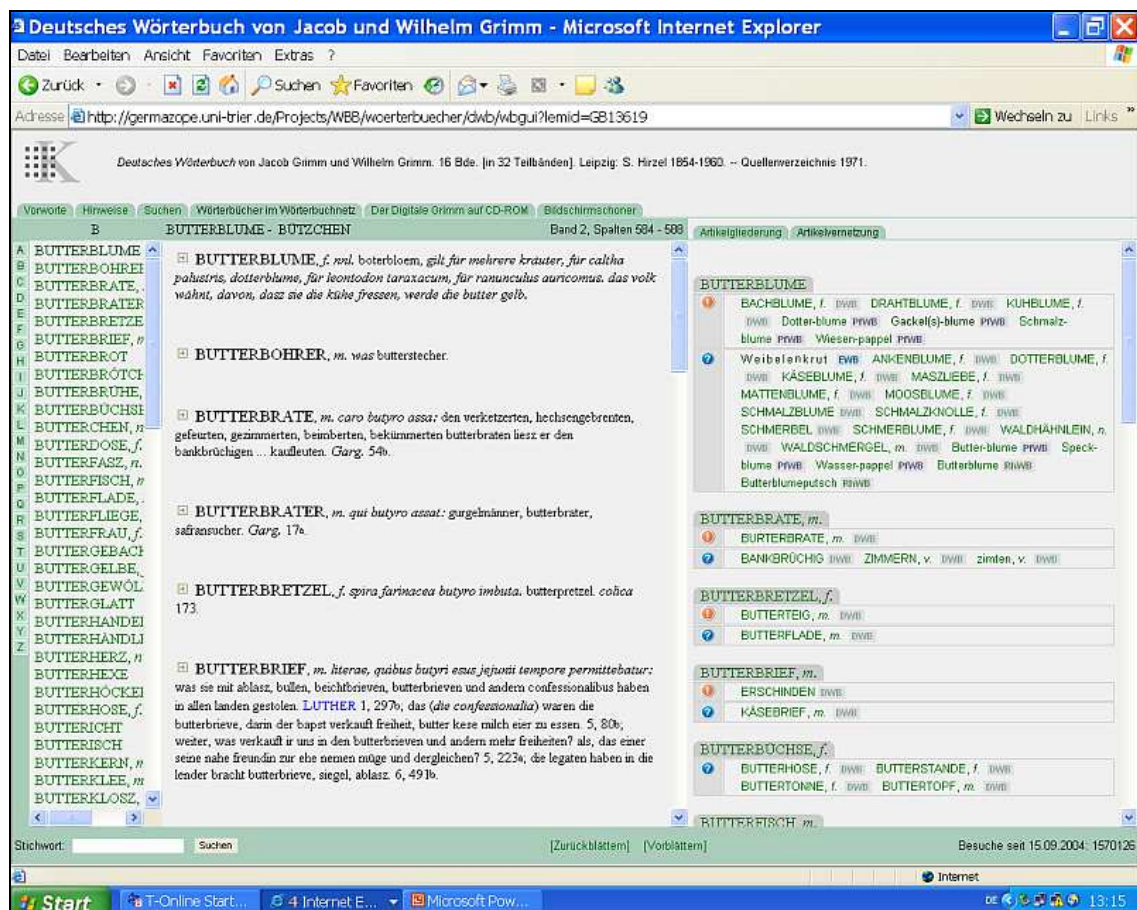 Deutsches Wörterbuch von Jacob und Wilhelm Grimm - Microsoft Internet Explorer
Datei Bearbeiten Ansicht Favoriten Extras ?
Zurück Suchen Favoriten
Adresse http://germazope.uni-trier.de/Projects/WBB/woerterbuecher/dwb/wbgui?lemid=GB13619 Wechseln zu Links »
Deutsches Wörterbuch von Jacob Grimm und Wilhelm Grimm. 16 Bde. [in 32 Teilbänden]. Leipzig: S. Hirzel 1854-1960. -- Quellenverzeichnis 1971.
Vorworte Hinweise Suchen Wörterbücher im Wörterbuchnetz Der Digitale Grimm auf CD-ROM Bildschirmschoner
B BUTTERBLUME - BÜTZCHEN Band 2, Spalten 584 - 588 Artikelgliederung Artikelvernetzung
A
B
C
D
E
F
G
H
I
J
K
L
M
N
O
P
Q
R
S
T
U
V
W
X
Y
Z
BUTTERBLUME
BUTTERBOHRER
BUTTERBRATE,
BUTTERBRATER
BUTTERBRETZE
BUTTERBRIEF, m
BUTTERBROT
BUTTERBRÖTCH
BUTTERBRÜHE,
BUTTERBÜCHSE
BUTTERCHEN, n
BUTTERDOSE, f.
BUTTERFASZ, n.
BUTTERFISCH, m
BUTTERFLADE,
BUTTERFLIEGE,
BUTTERFRAU, f.
BUTTERGEBACK
BUTTERGELBE,
BUTTERGEWÖL
BUTTERGLATT
BUTTERHANDEL
BUTTERHÄNDLE
BUTTERHERZ, n
BUTTERHEXE
BUTTERHÖCKEL
BUTTERHOSE, f.
BUTTERICHT
BUTTERISCH
BUTTERKERN, n
BUTTERKLEE, m
BUTTERKLOSZ,
BUTTERBLUME, f. nnl. boterbloem, gilt für mehrere kräuter, für caltha
palustris, dotterblume, für leontodon taraxacum, für ranunculus auricomus. das volk
wähnt, davon, dasz sie die kühe fressen, werde die butter gelb.
BUTTERBOHRER, m. was butterstecher.
BUTTERBRATE, m. caro butyro assa: den verketzerten, hechsengebrenten,
gefeurten, gezimmerten, beimberten, bekümmerten butterbraten liesz er den
bankbrüchigen ... kaufleuten. Garg. 54b.
BUTTERBRATER, m. qui butyro assat: gurgelmänner, butterbrater,
safransucher. Garg. 17a.
BUTTERBRETZEL, f. spira farinacea butyro imbuta. butterpretzel. colica
173.
BUTTERBRIEF, m. literae, quibus butyri esus jejunii tempore permittebatur:
was sie mit ablasz, bullen, beichtbrieven, butterbrieven und andern confessionalibus haben
in allen landen gestolen. LUTHER 1, 297b; das (die confessionalia) waren die
butterbrieve, darin der bapst verkauft freiheit, butter kese milch eier zu essen. 5, 80b;
weiter, was verkauft ir uns in den butterbrieven und andern mehr freiheiten? als, das einer
seine nahe freundin zur ehe nemen müge und dergleichen? 5, 223a; die legaten haben in die
lender bracht butterbrieve, siegel, ablasz. 6, 491b.
BUTTERBLUME
BACHBLUME, f. DWB DRAHTBLUME, f. DWB KUHBLUME, f.
DWB Dotter-blume PfWB Gackel(s)-blume PfWB Schmalz-
blume PfWB Wiesen-pappel PfWB
Weibelenkrut EWB ANKENBLUME, f. DWB DOTTERBLUME, f.
DWB KÄSEBLUME, f. DWB MASZLIEBE, f. DWB
MATTENBLUME, f. DWB MOOSBLUME, f. DWB
SCHMALZBLUME DWB SCHMALZKNOLLE, f. DWB
SCHMERBEL DWB SCHMERBLUME, f. DWB WALDHÄHNLEIN, n.
DWB WALDSCHMERGEL, m. DWB Butter-blume PfWB Speck-
blume PfWB Wasser-pappel PfWB Butterblume RhWB
Butterblumeputsch RhWB
BUTTERBRATE, m.
BURTERBRATE, m. DWB
BANKBRÜCHIG DWB ZIMMERN, v. DWB zimten, v. DWB
BUTTERBRETZEL, f.
BUTTERTEIG, m. DWB
BUTTERFLADE, m. DWB
BUTTERBRIEF, m.
ERSCHINDEN DWB
KÄSEBRIEF, m. DWB
BUTTERBÜCHSE, f.
BUTTERHOSE, f. DWB BUTTERSTANDE, f. DWB
BUTTERTONNE, f. DWB BUTTERTOPF, m. DWB
BUTTERFISCH m.
Stichwort: Suchen [Zurückblättern] [Vorblättern] Besuche seit 15.09.2004: 1570126
Internet
Start T-Online Start... 4 Internet E... Microsoft Pow... DE 13:15